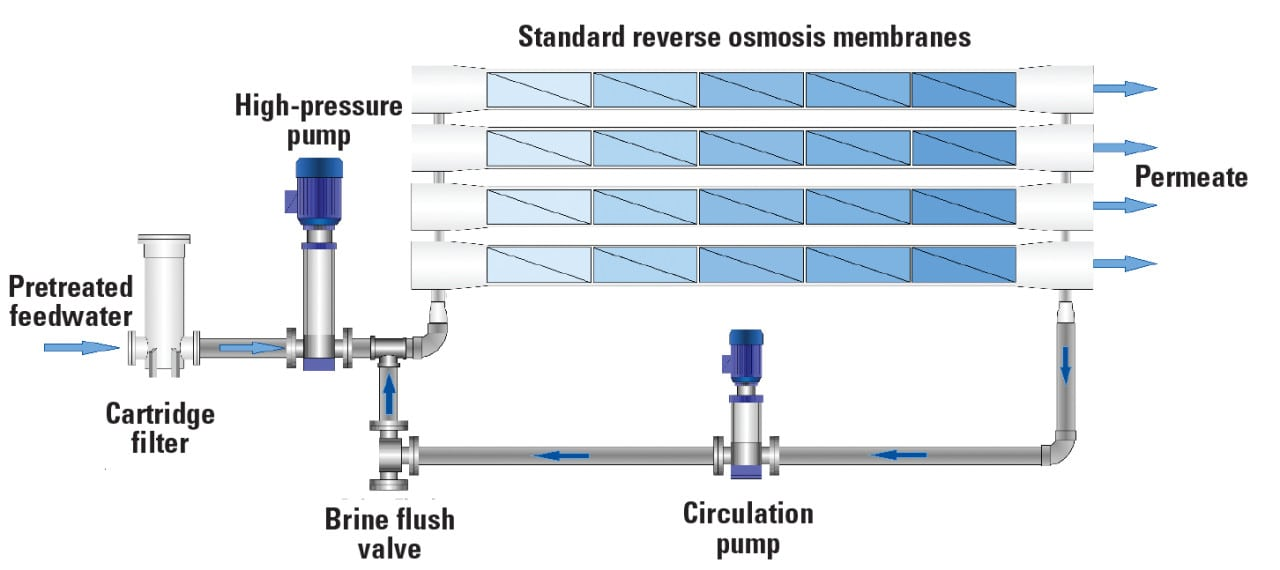 Standard reverse osmosis membranes
High-pressure
pump
Permeate
Pretreated
feedwater
Cartridge
filter
Brine flush
valve
Circulation
pump